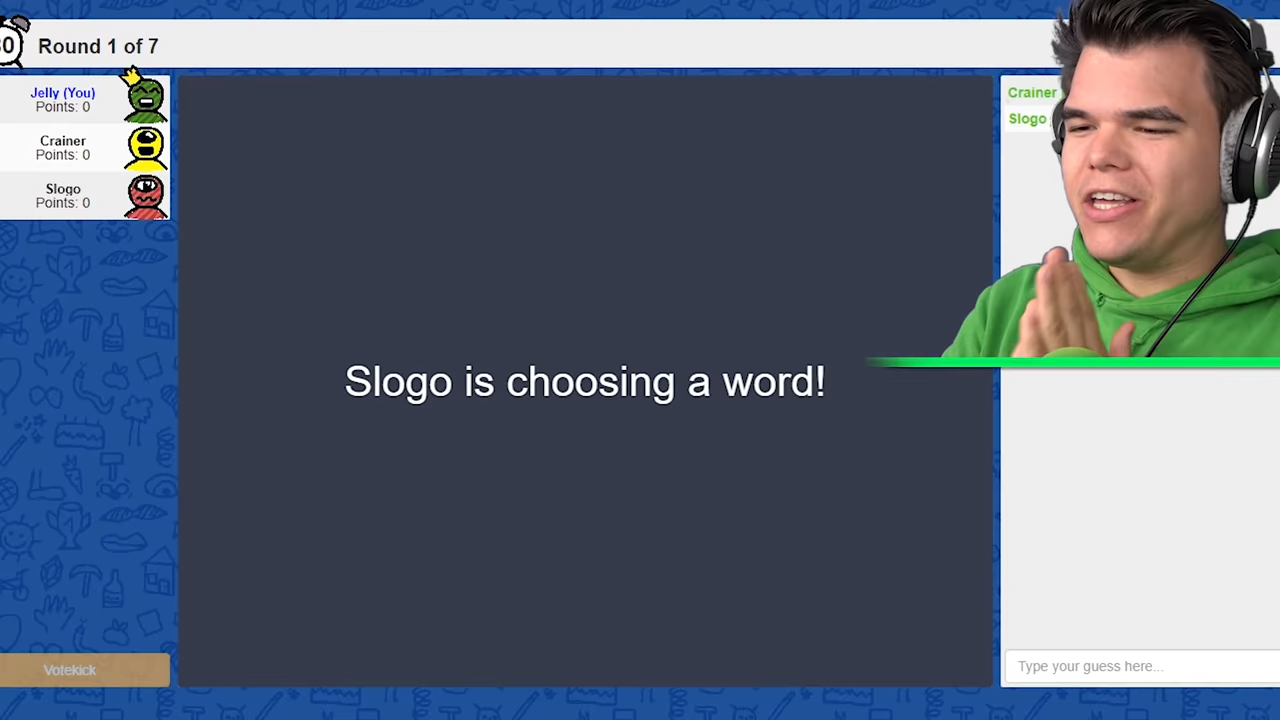 Round 1 of 7
Jelly (You)
Points: 0
Crainer
Points: 0
Slogo
Points: 0
Votekick
Slogo is choosing a word!
Crainer
Slogo
Type your guess here...